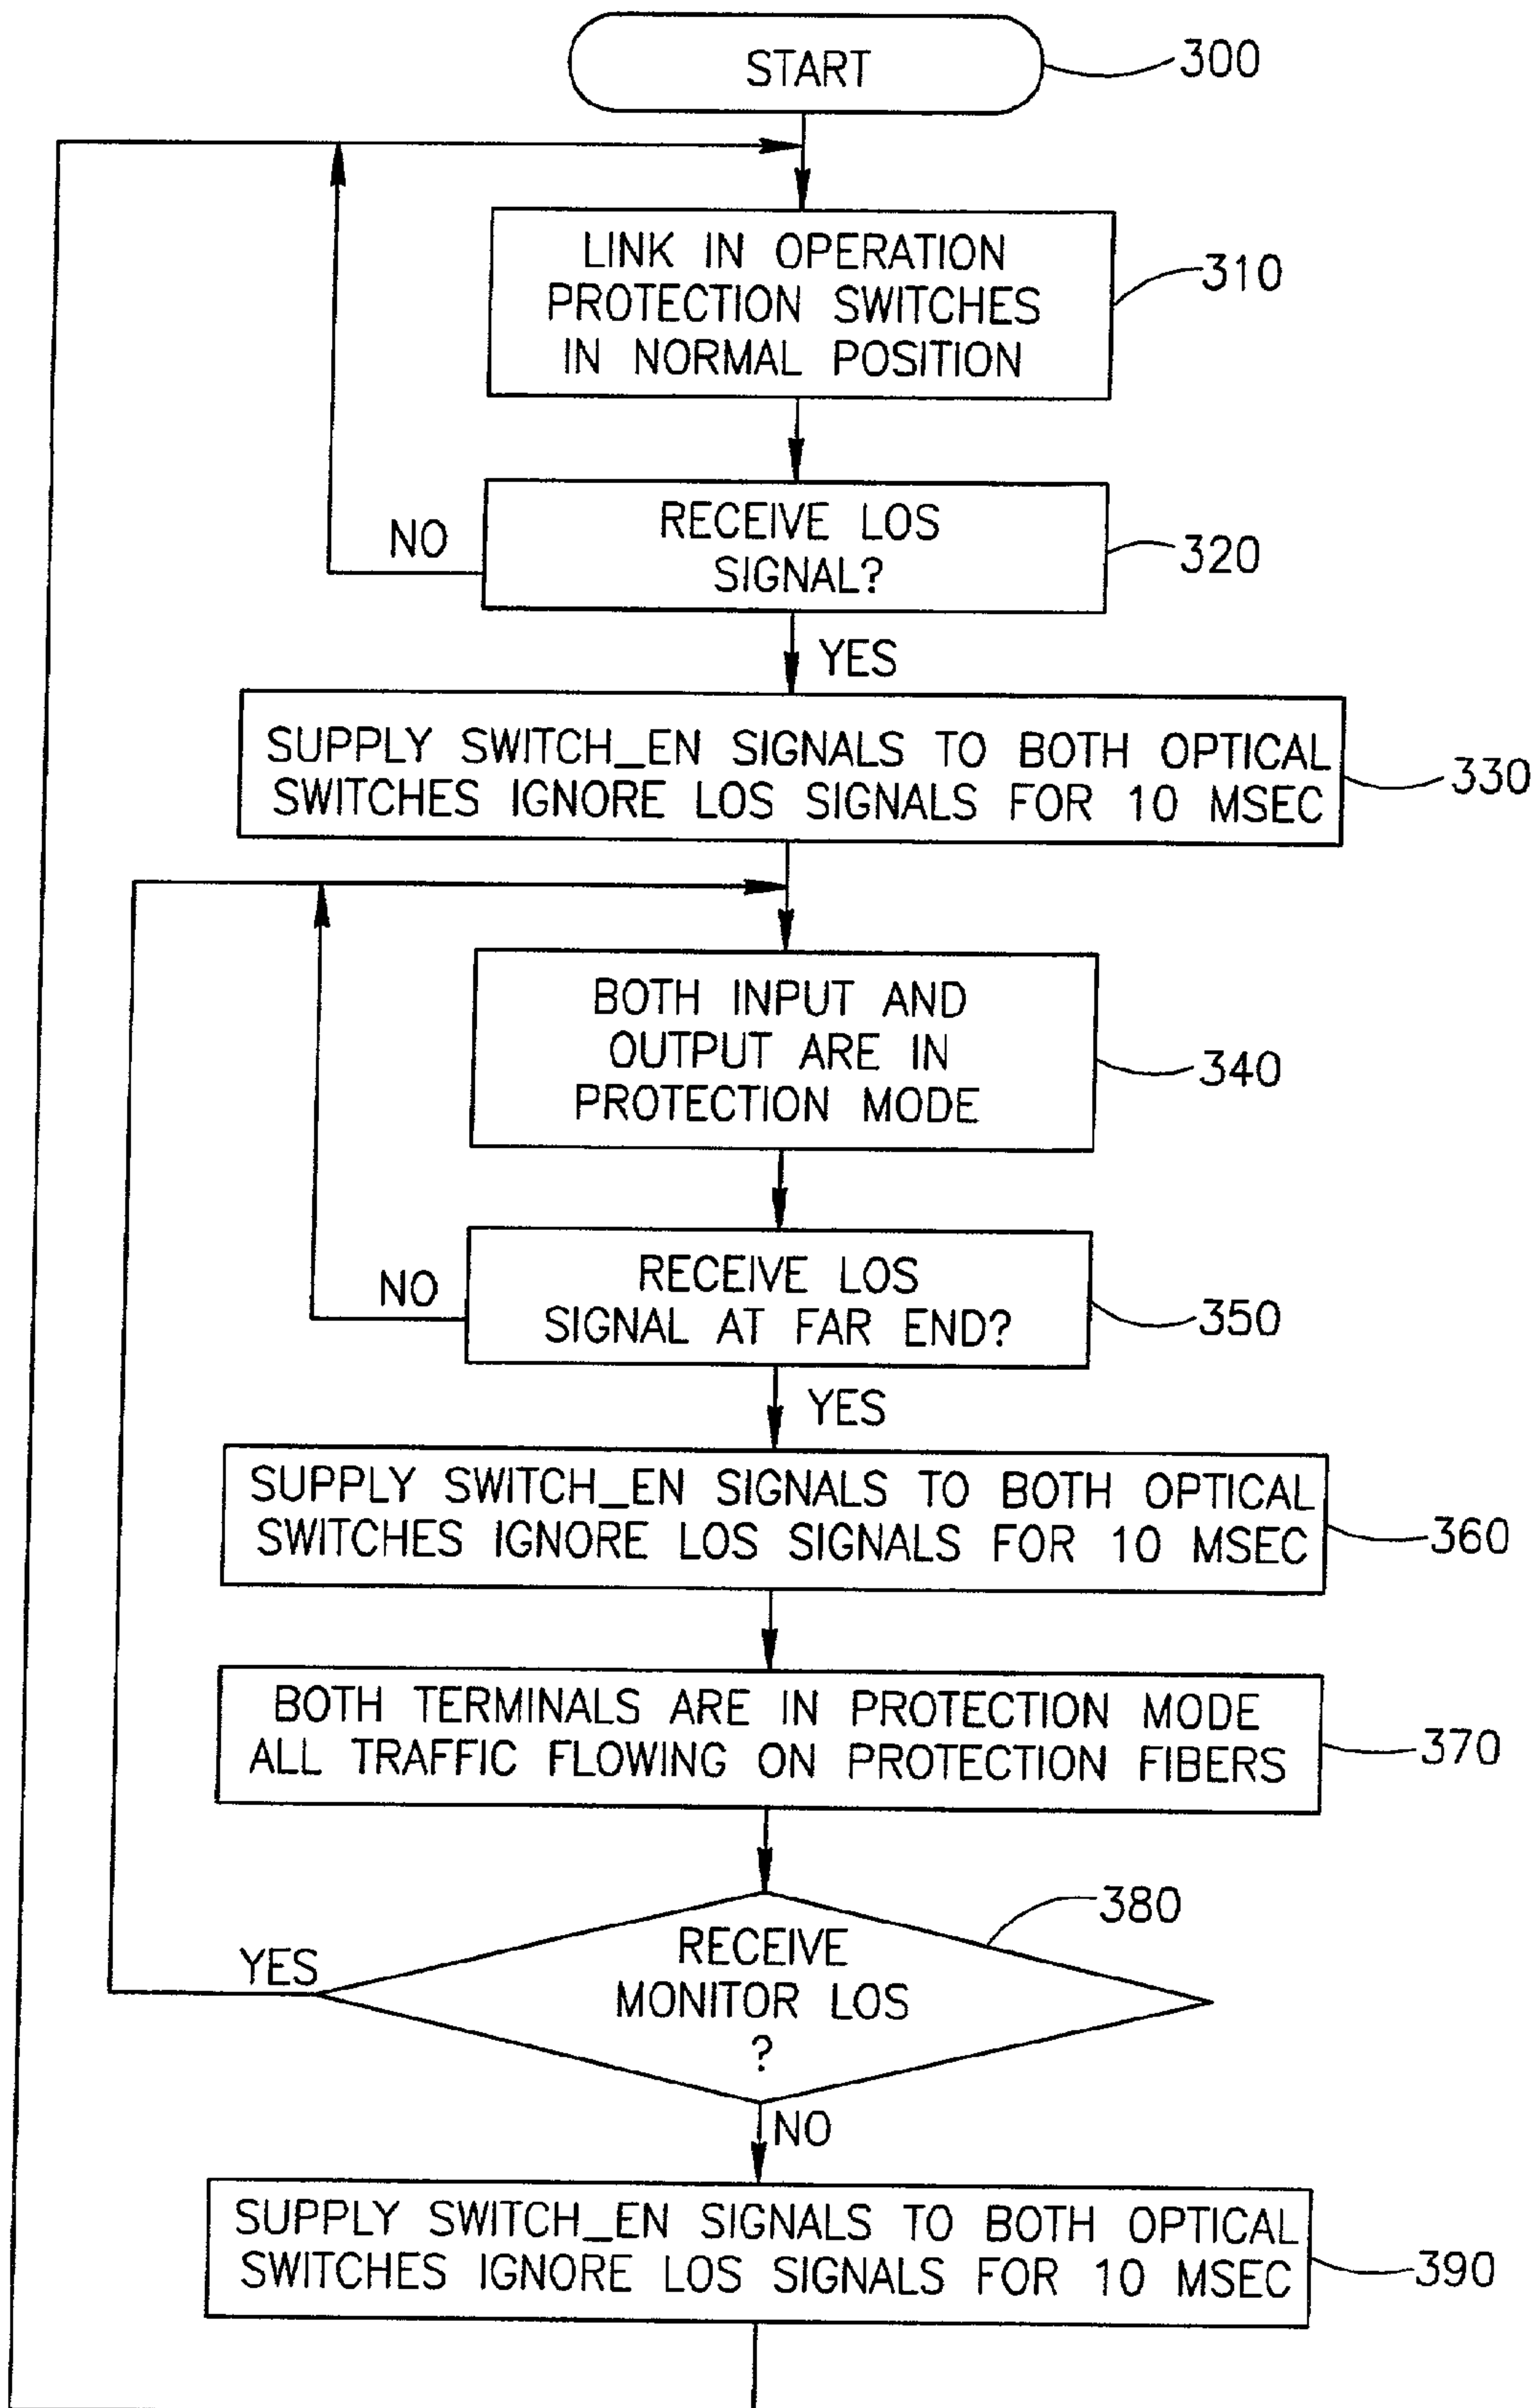 START
300
LINK IN OPERATION
PROTECTION SWITCHES
IN NORMAL POSITION
310
RECEIVE LOS
SIGNAL?
320
NO
YES
SUPPLY SWITCH_EN SIGNALS TO BOTH OPTICAL
SWITCHES IGNORE LOS SIGNALS FOR 10 MSEC
330
BOTH INPUT AND
OUTPUT ARE IN
PROTECTION MODE
340
RECEIVE LOS
SIGNAL AT FAR END?
350
NO
YES
SUPPLY SWITCH_EN SIGNALS TO BOTH OPTICAL
SWITCHES IGNORE LOS SIGNALS FOR 10 MSEC
360
BOTH TERMINALS ARE IN PROTECTION MODE
ALL TRAFFIC FLOWING ON PROTECTION FIBERS
370
RECEIVE
MONITOR LOS
?
380
YES
NO
SUPPLY SWITCH_EN SIGNALS TO BOTH OPTICAL
SWITCHES IGNORE LOS SIGNALS FOR 10 MSEC
390